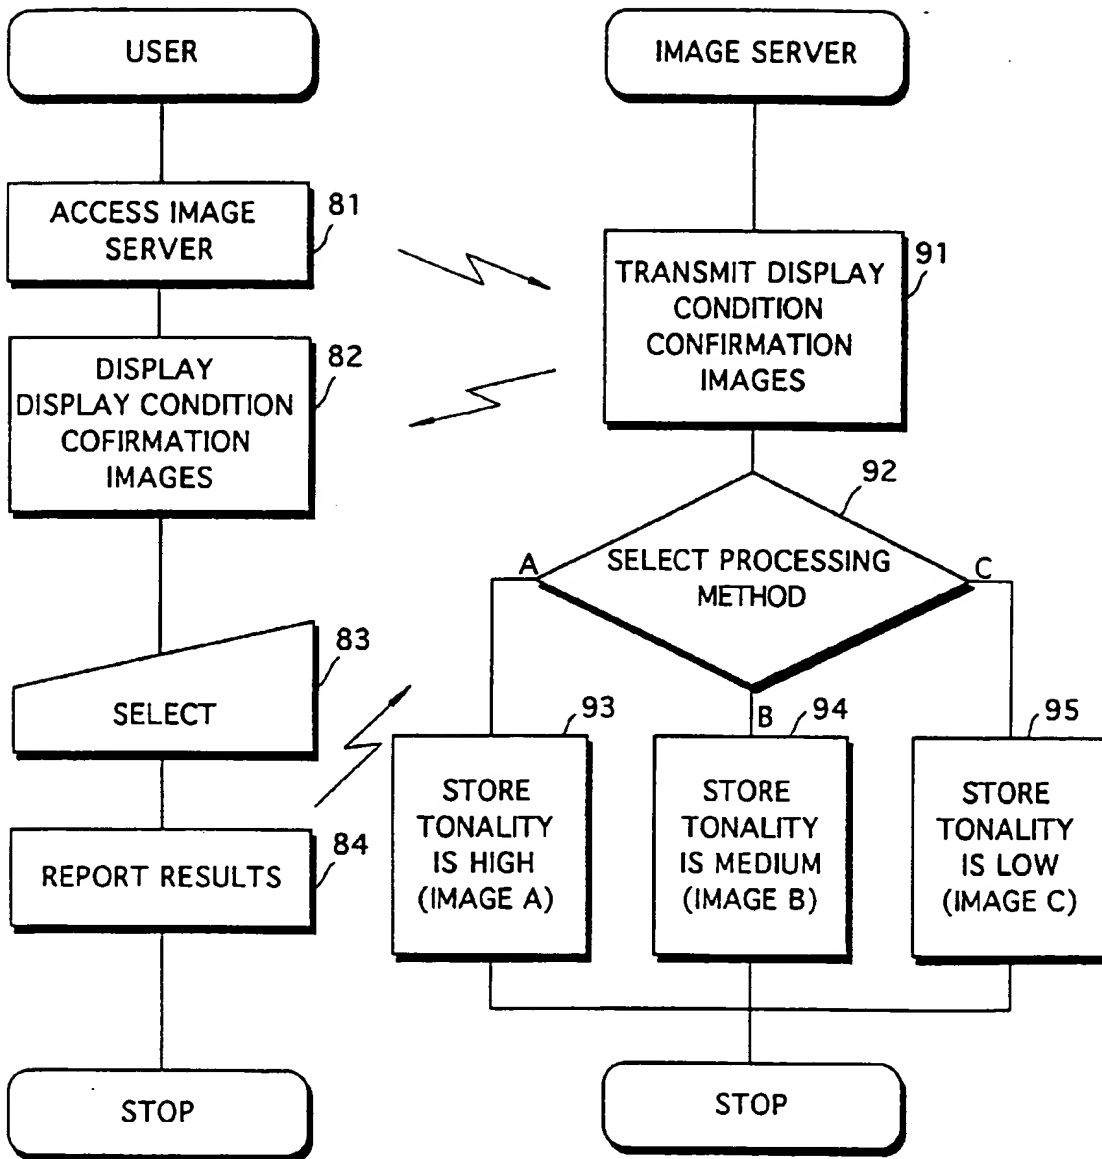 USER
ACCESS IMAGE
SERVER
81
DISPLAY
DISPLAY CONDITION
COFIRMATION
IMAGES
82
SELECT
83
REPORT RESULTS
84
STOP
IMAGE SERVER
TRANSMIT DISPLAY
CONDITION
CONFIRMATION
IMAGES
91
SELECT PROCESSING
METHOD
92
A
B
C
STORE
TONALITY
IS HIGH
(IMAGE A)
93
STORE
TONALITY
IS MEDIUM
(IMAGE B)
94
STORE
TONALITY
IS LOW
(IMAGE C)
95
STOP